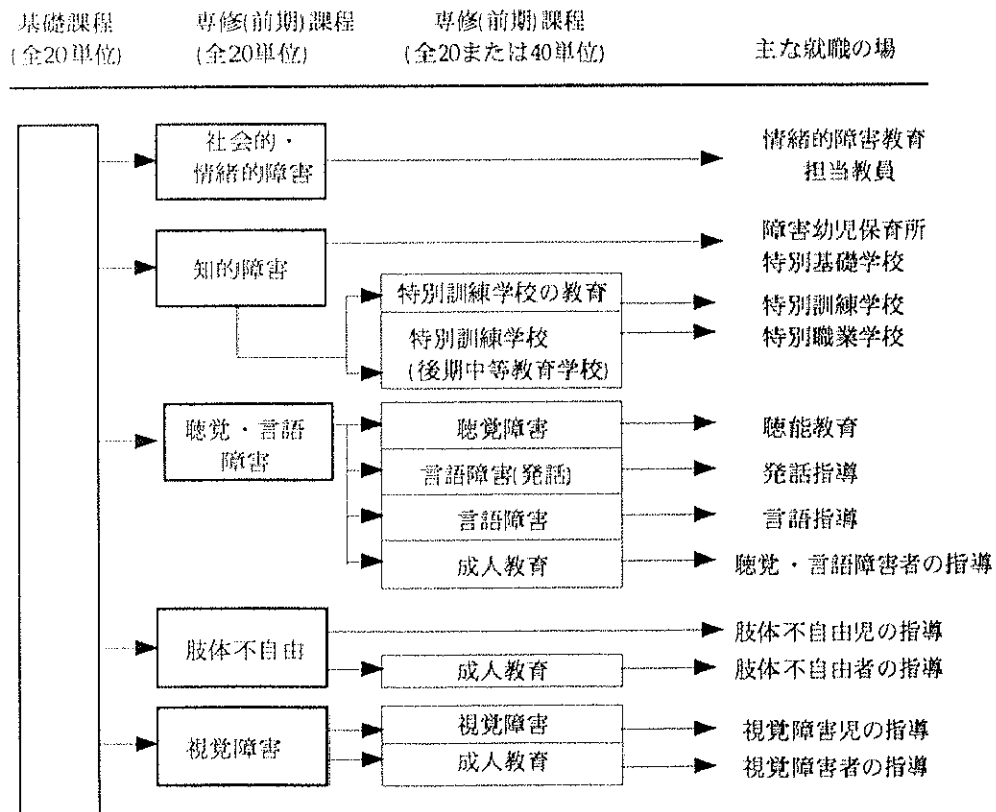 基礎課程 専修(前期)課程 専修(前期)課程
(全20単位) (全20単位) (全20または40単位) 主な就職の場
社会的・
情緒的障害
情緒的障害教育
担当教員
知的障害
障害幼児保育所
特別基礎学校
特別訓練学校の教育
特別訓練学校
特別訓練学校
(後期中等教育学校)
特別職業学校
聴覚・言語
障害
聴覚障害
聴能教育
言語障害(発話)
発話指導
言語障害
言語指導
成人教育
聴覚・言語障害者の指導
肢体不自由
肢体不自由児の指導
成人教育
肢体不自由者の指導
視覚障害
視覚障害
視覚障害児の指導
成人教育
視覚障害者の指導